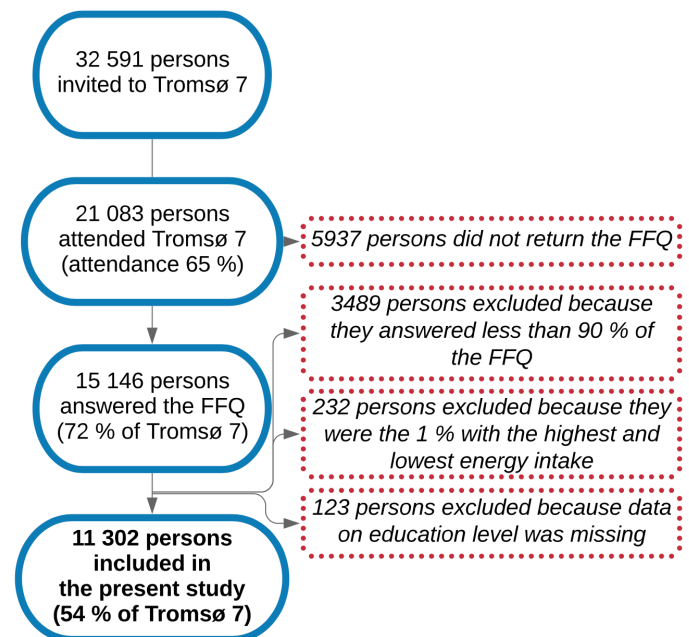 32 591 persons
invited to Tromsø 7
21 083 persons
attended Tromsø 7
(attendance 65 %)
5937 persons did not return the FFQ
3489 persons excluded because
they answered less than 90 % of
the FFQ
15 146 persons
answered the FFQ
(72 % of Tromsø 7)
232 persons excluded because they
were the 1 % with the highest and
lowest energy intake
123 persons excluded because data
on education level was missing
11 302 persons
included in
the present study
(54 % of Tromsø 7)